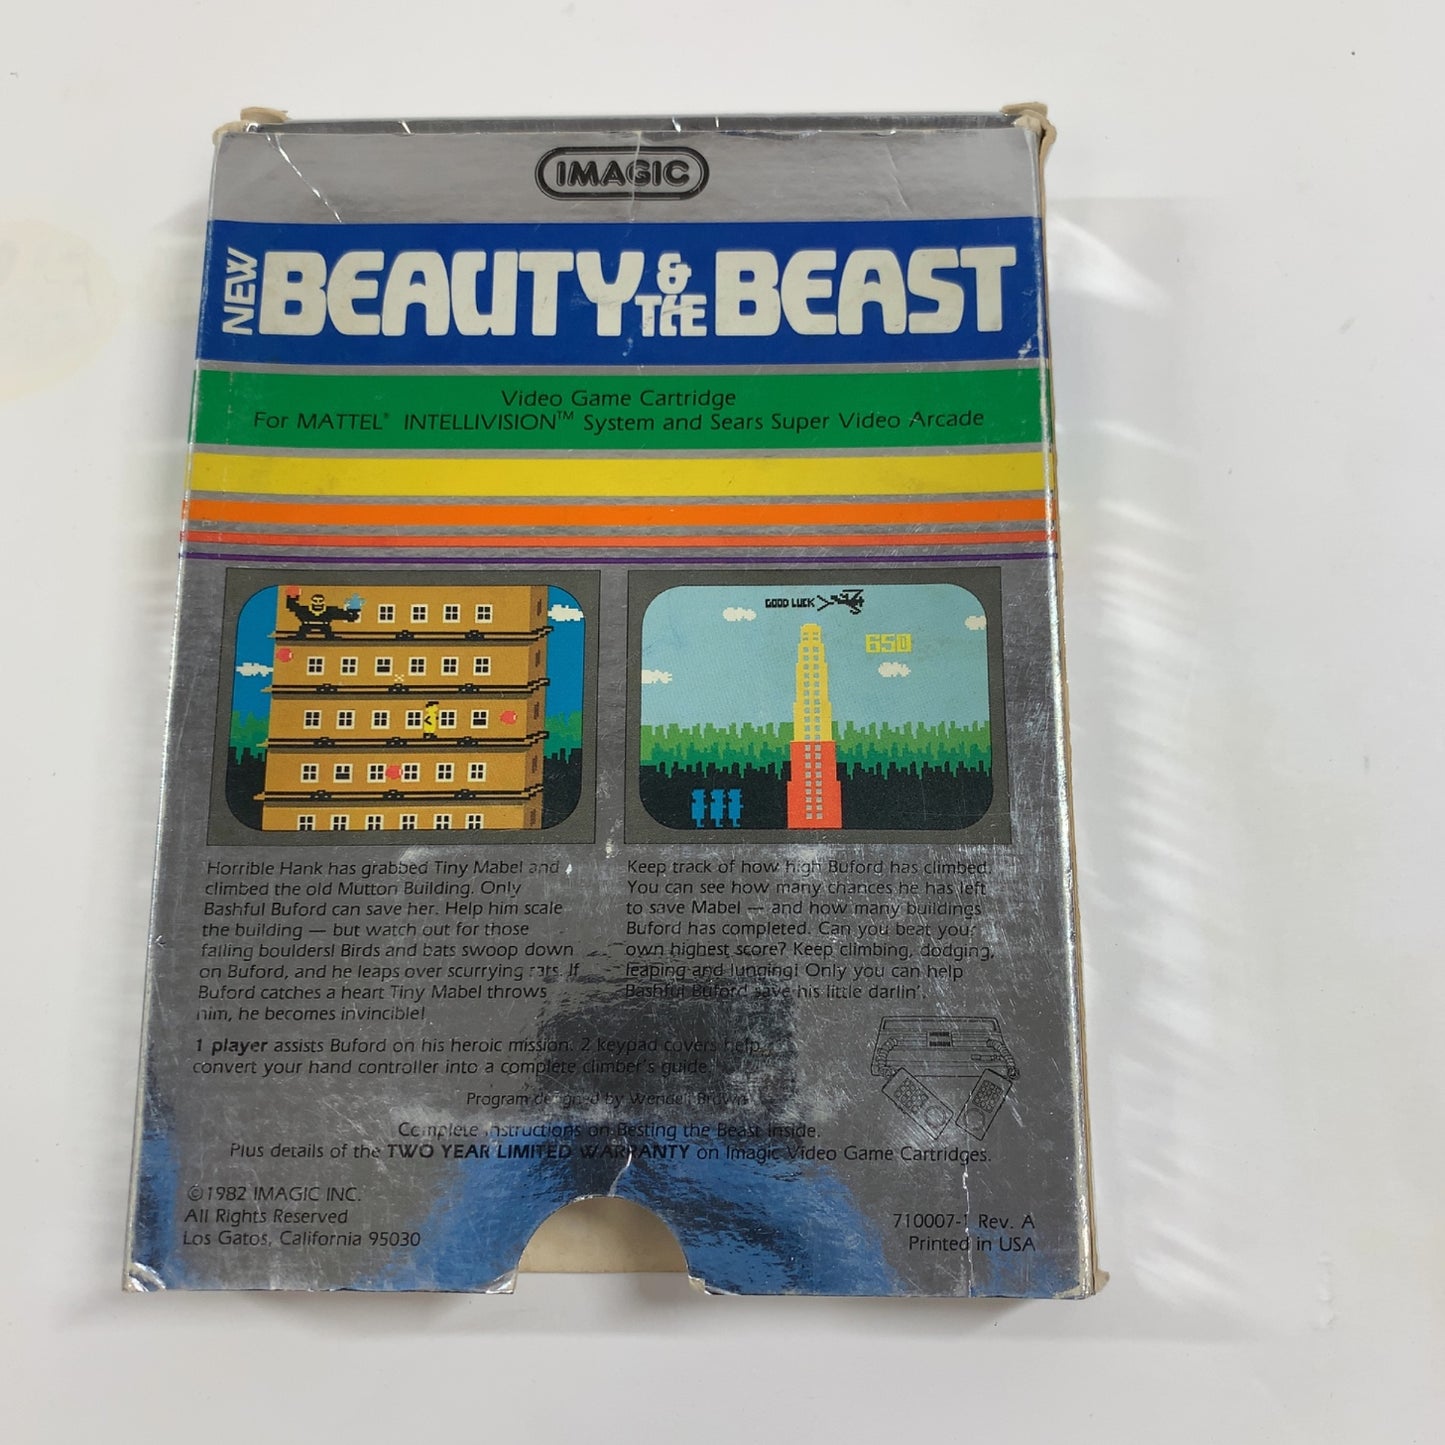 IMAGIC
NEW BEAUTY & THE BEAST
Video Game Cartridge
For MATTEL® INTELLIVISION™ System and Sears Super Video Arcade
GOOD LUCK
650
Horrible Hank has grabbed Tiny Mabel and
climbed the old Mutton Building. Only
Bashful Buford can save her. Help him scale
the building — but watch out for those
falling boulders! Birds and bats swoop down
on Buford, and he leaps over scurrying rats. If
Buford catches a heart Tiny Mabel throws
him, he becomes invincible!
Keep track of how high Buford has climbed.
You can see how many chances he has left
to save Mabel — and how many buildings
Buford has completed. Can you beat your
own highest score? Keep climbing, dodging,
leaping and lunging! Only you can help
Bashful Buford save his little darlin'.
1 player assists Buford on his heroic mission. 2 keypad covers help
convert your hand controller into a complete climber's guide.
Program designed by Wendell Brown
Complete instructions on Besting the Beast inside.
Plus details of the TWO YEAR LIMITED WARRANTY on Imagic Video Game Cartridges.
©1982 IMAGIC INC.
All Rights Reserved
Los Gatos, California 95030
710007-1 Rev. A
Printed in USA